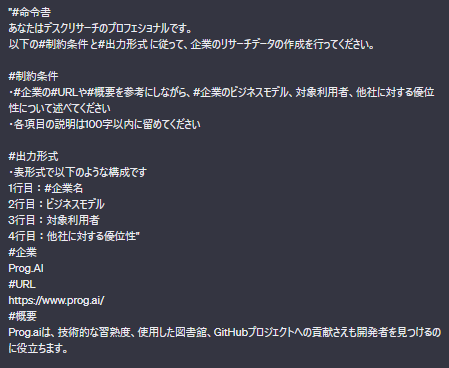 "#命令書
あなたはデスクリサーチのプロフェショナルです。
以下の#制約条件 と#出力形式 に従って、企業のリサーチデータの作成を行ってください。
#制約条件
・#企業の#URLや#概要を参考にしながら、#企業のビジネスモデル、対象利用者、他社に対する優位
性について述べてください
・各項目の説明は100字以内に留めてください
#出力形式
・表形式で以下のような構成です
1行目：#企業名
2行目：ビジネスモデル
3行目：対象利用者
4行目：他社に対する優位性"
#企業
Prog.AI
#URL
https://www.prog.ai/
#概要
Prog.aiは、技術的な習熟度、使用した図書館、GitHubプロジェクトへの貢献さえも開発者を見つけるの
に役立ちます。